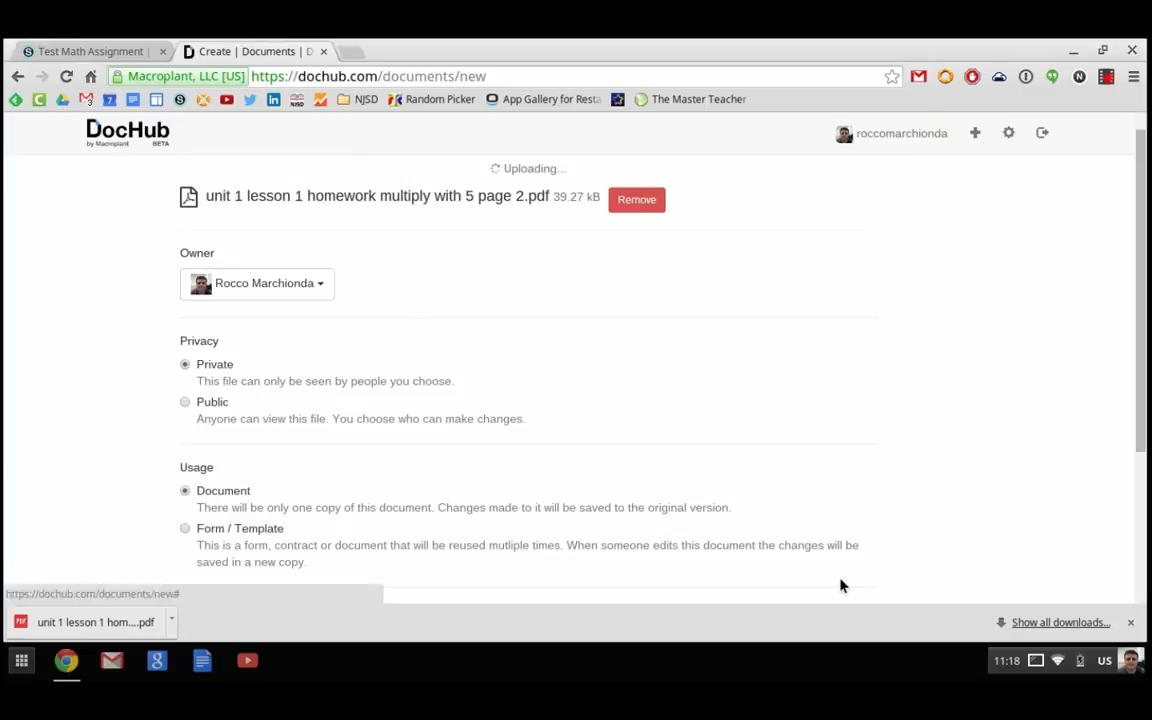 Test Math Assignment
Create | Documents | D
Macroplant, LLC [US] https://dochub.com/documents/new
NJSD Random Picker App Gallery for Resta The Master Teacher
DocHub
by Macroplant BETA
roccomarchionda
Uploading...
unit 1 lesson 1 homework multiply with 5 page 2.pdf 39.27 kB Remove
Owner
Rocco Marchionda
Privacy
Private
This file can only be seen by people you choose.
Public
Anyone can view this file. You choose who can make changes.
Usage
Document
There will be only one copy of this document. Changes made to it will be saved to the original version.
Form / Template
This is a form, contract or document that will be reused mutliple times. When someone edits this document the changes will be
saved in a new copy.
https://dochub.com/documents/new#
unit 1 lesson 1 hom....pdf
Show all downloads...
11:18 US